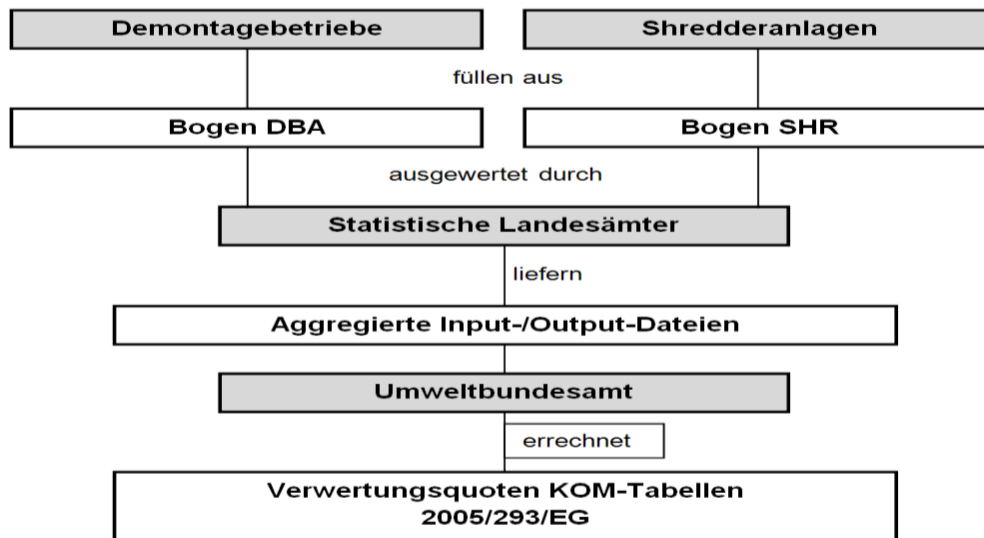 Demontagebetriebe
Shredderanlagen
füllen aus
Bogen DBA
Bogen SHR
ausgewertet durch
Statistische Landesämter
liefern
Aggregierte Input-/Output-Dateien
Umweltbundesamt
errechnet
Verwertungsquoten KOM-Tabellen
2005/293/EG